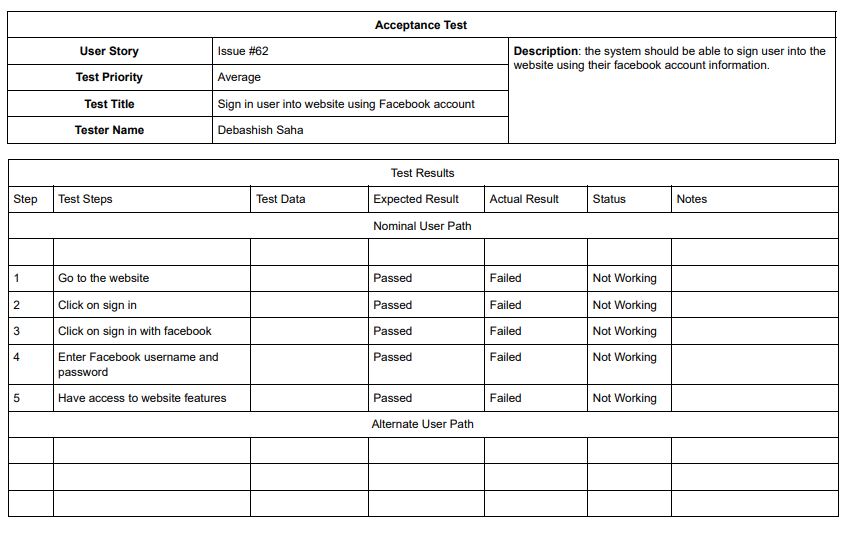 Acceptance Test
User Story Issue #62 Description: the system should be able to sign user into the
website using their facebook account information.
Test Priority Average
Test Title Sign in user into website using Facebook account
Tester Name Debashish Saha
Test Results
Step Test Steps Test Data Expected Result Actual Result Status Notes
Nominal User Path
1 Go to the website Passed Failed Not Working
2 Click on sign in Passed Failed Not Working
3 Click on sign in with facebook Passed Failed Not Working
4 Enter Facebook username and Passed Failed Not Working
password
5 Have access to website features Passed Failed Not Working
Alternate User Path